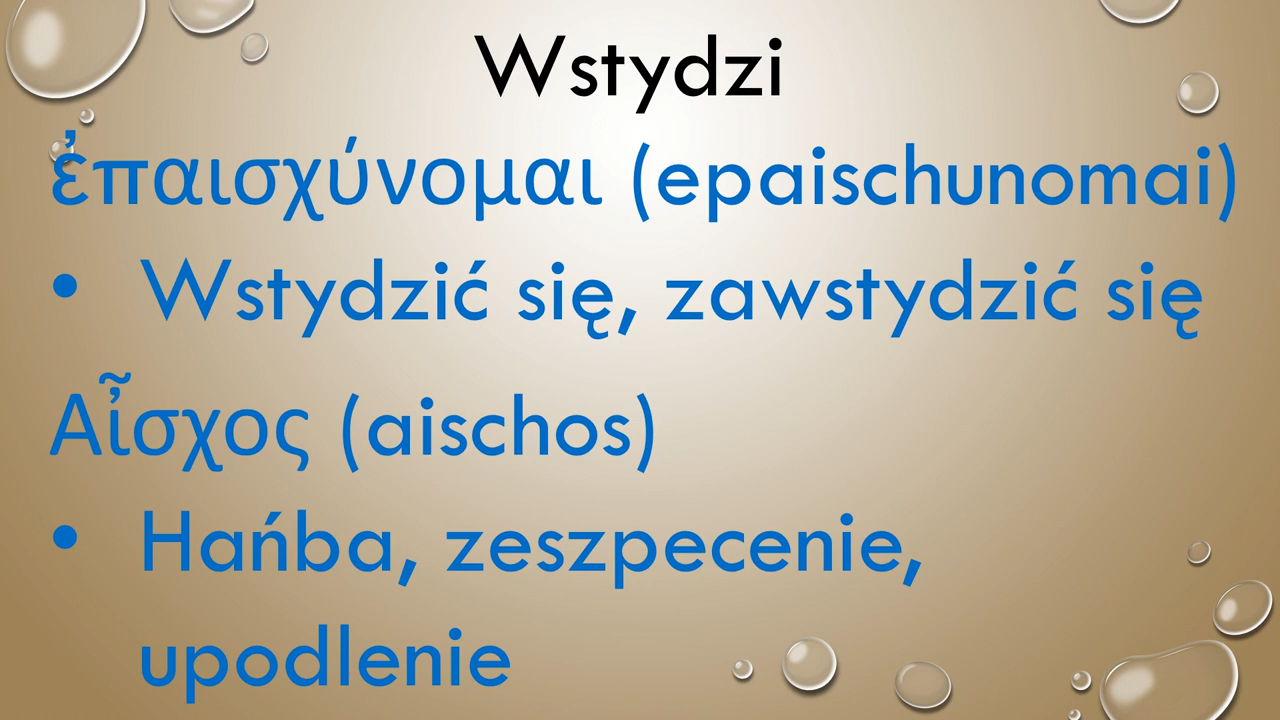 Wstydzi
ἐπαισχύνομαι (epaischunomai)
• Wstydzić się, zawstydzić się
Αἶσχος (aischos)
• Hańba, zeszpecenie,
upodlenie